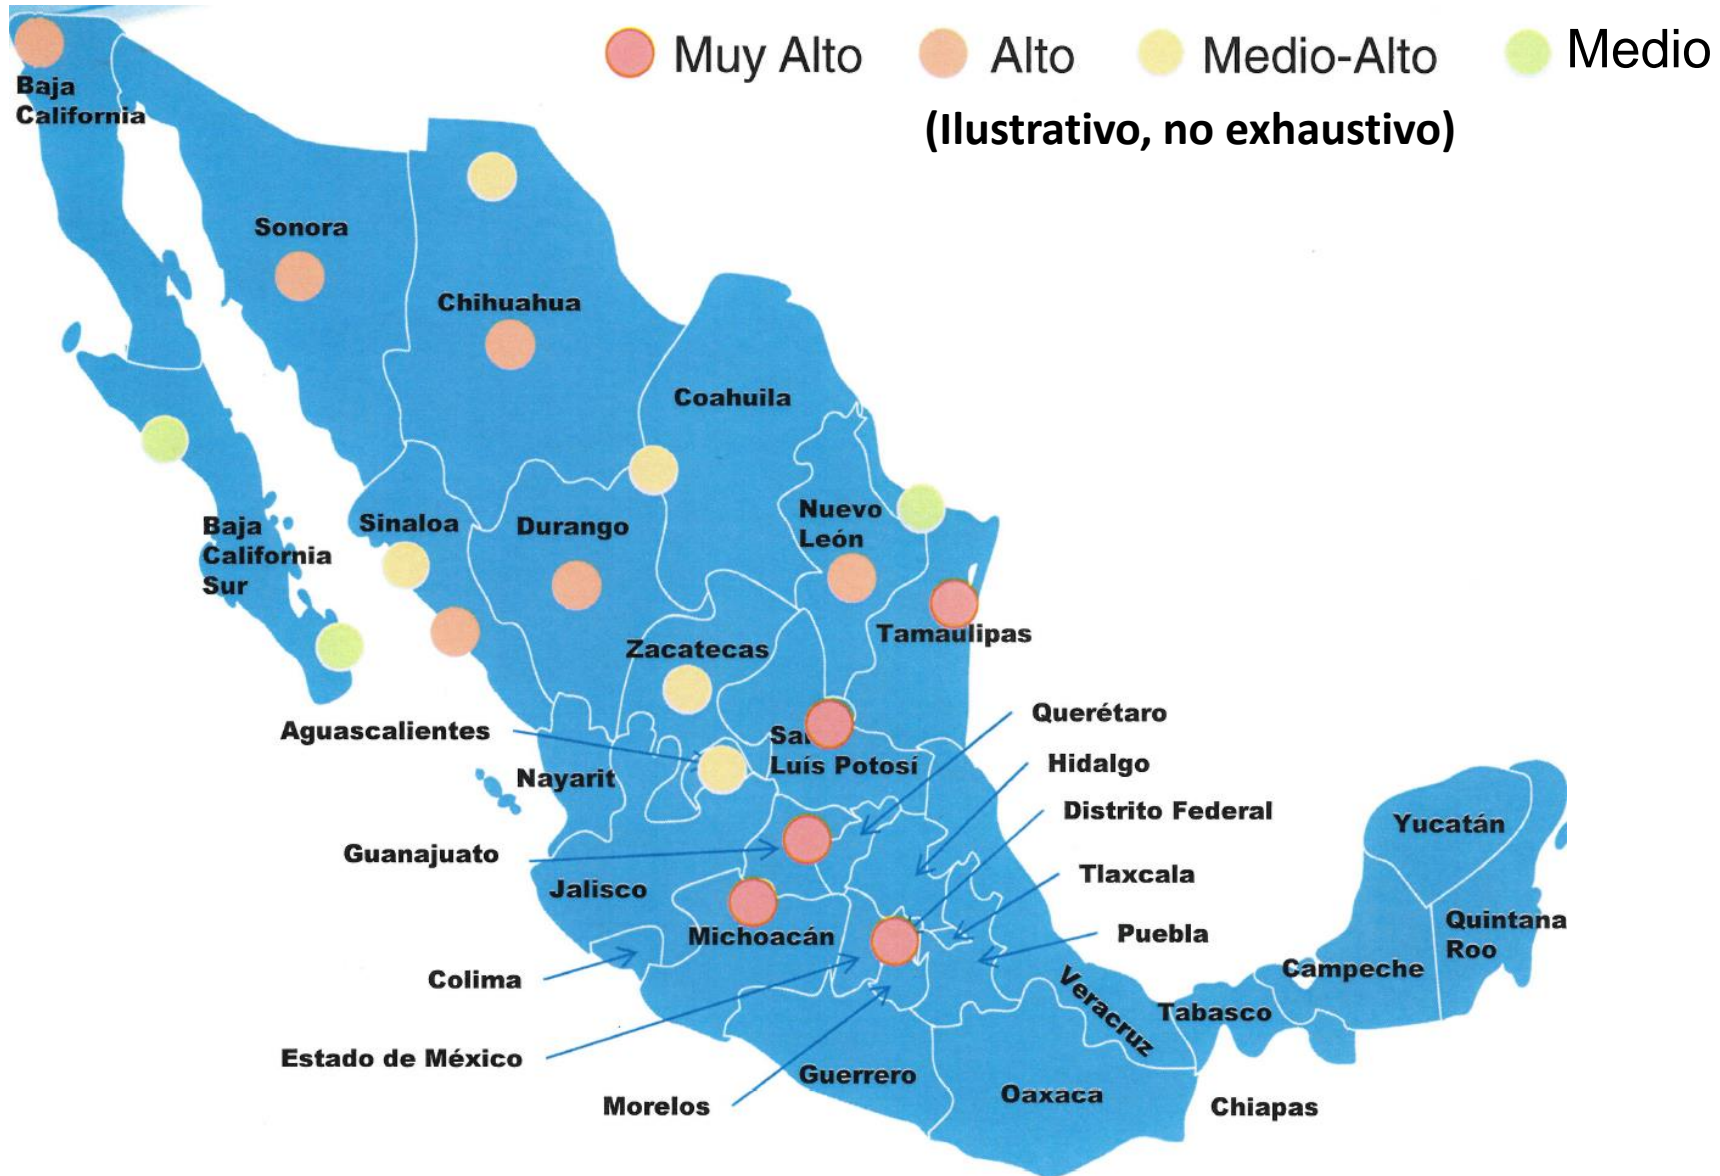 Muy Alto
Alto
Medio-Alto
Medio
(Ilustrativo, no exhaustivo)
Baja
California
Sonora
Chihuahua
Coahuila
Nuevo
León
Baja
California
Sur
Sinaloa
Durango
Tamaulipas
Zacatecas
Aguascalientes
Nayarit
San
Luís Potosí
Querétaro
Hidalgo
Distrito Federal
Yucatán
Guanajuato
Jalisco
Tlaxcala
Michoacán
Puebla
Quintana
Roo
Colima
Campeche
Veracruz
Tabasco
Estado de México
Guerrero
Morelos
Oaxaca
Chiapas